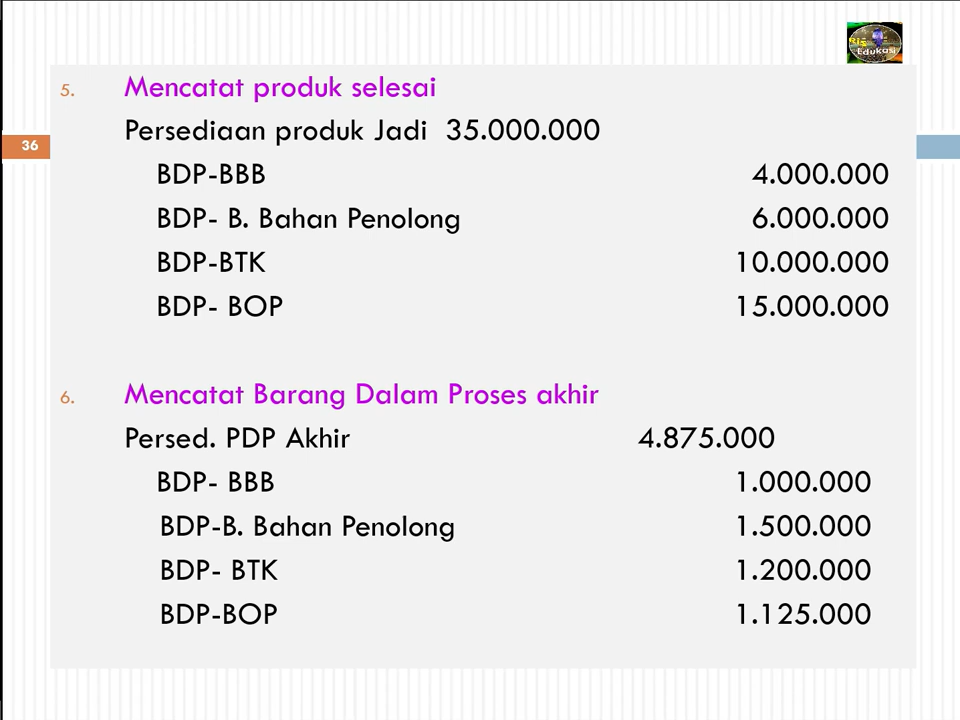 Edukasi
5. Mencatat produk selesai
Persediaan produk Jadi 35.000.000
36
BDP-BBB 4.000.000
BDP- B. Bahan Penolong 6.000.000
BDP-BTK 10.000.000
BDP- BOP 15.000.000
6. Mencatat Barang Dalam Proses akhir
Persed. PDP Akhir 4.875.000
BDP- BBB 1.000.000
BDP-B. Bahan Penolong 1.500.000
BDP- BTK 1.200.000
BDP-BOP 1.125.000